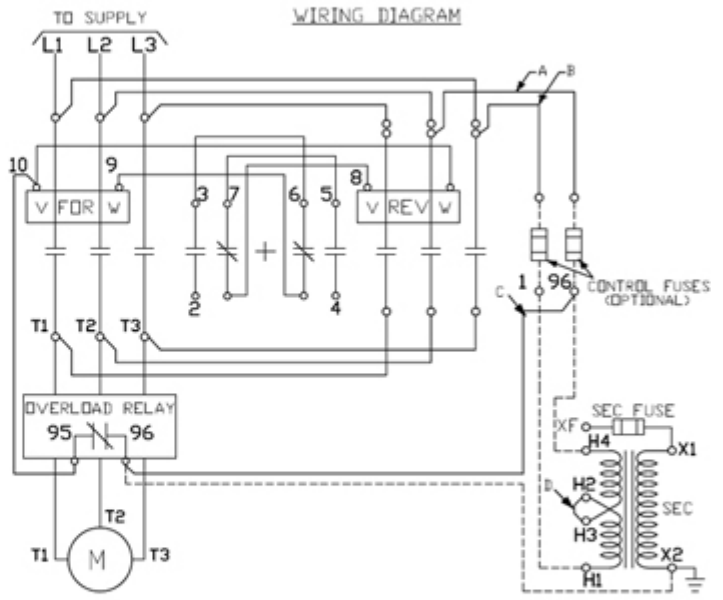 WIRING DIAGRAM
TO SUPPLY
L1 L2 L3
A B
10 9 3 7 6 5 8
V FOR W
V REV W
2 4
1 96
CONTROL FUSES
(OPTIONAL)
C
T1 T2 T3
OVERLOAD RELAY
95 96
XF SEC FUSE
H4 X1
D H2
SEC
H3
X2
H1
T2
T1 M T3